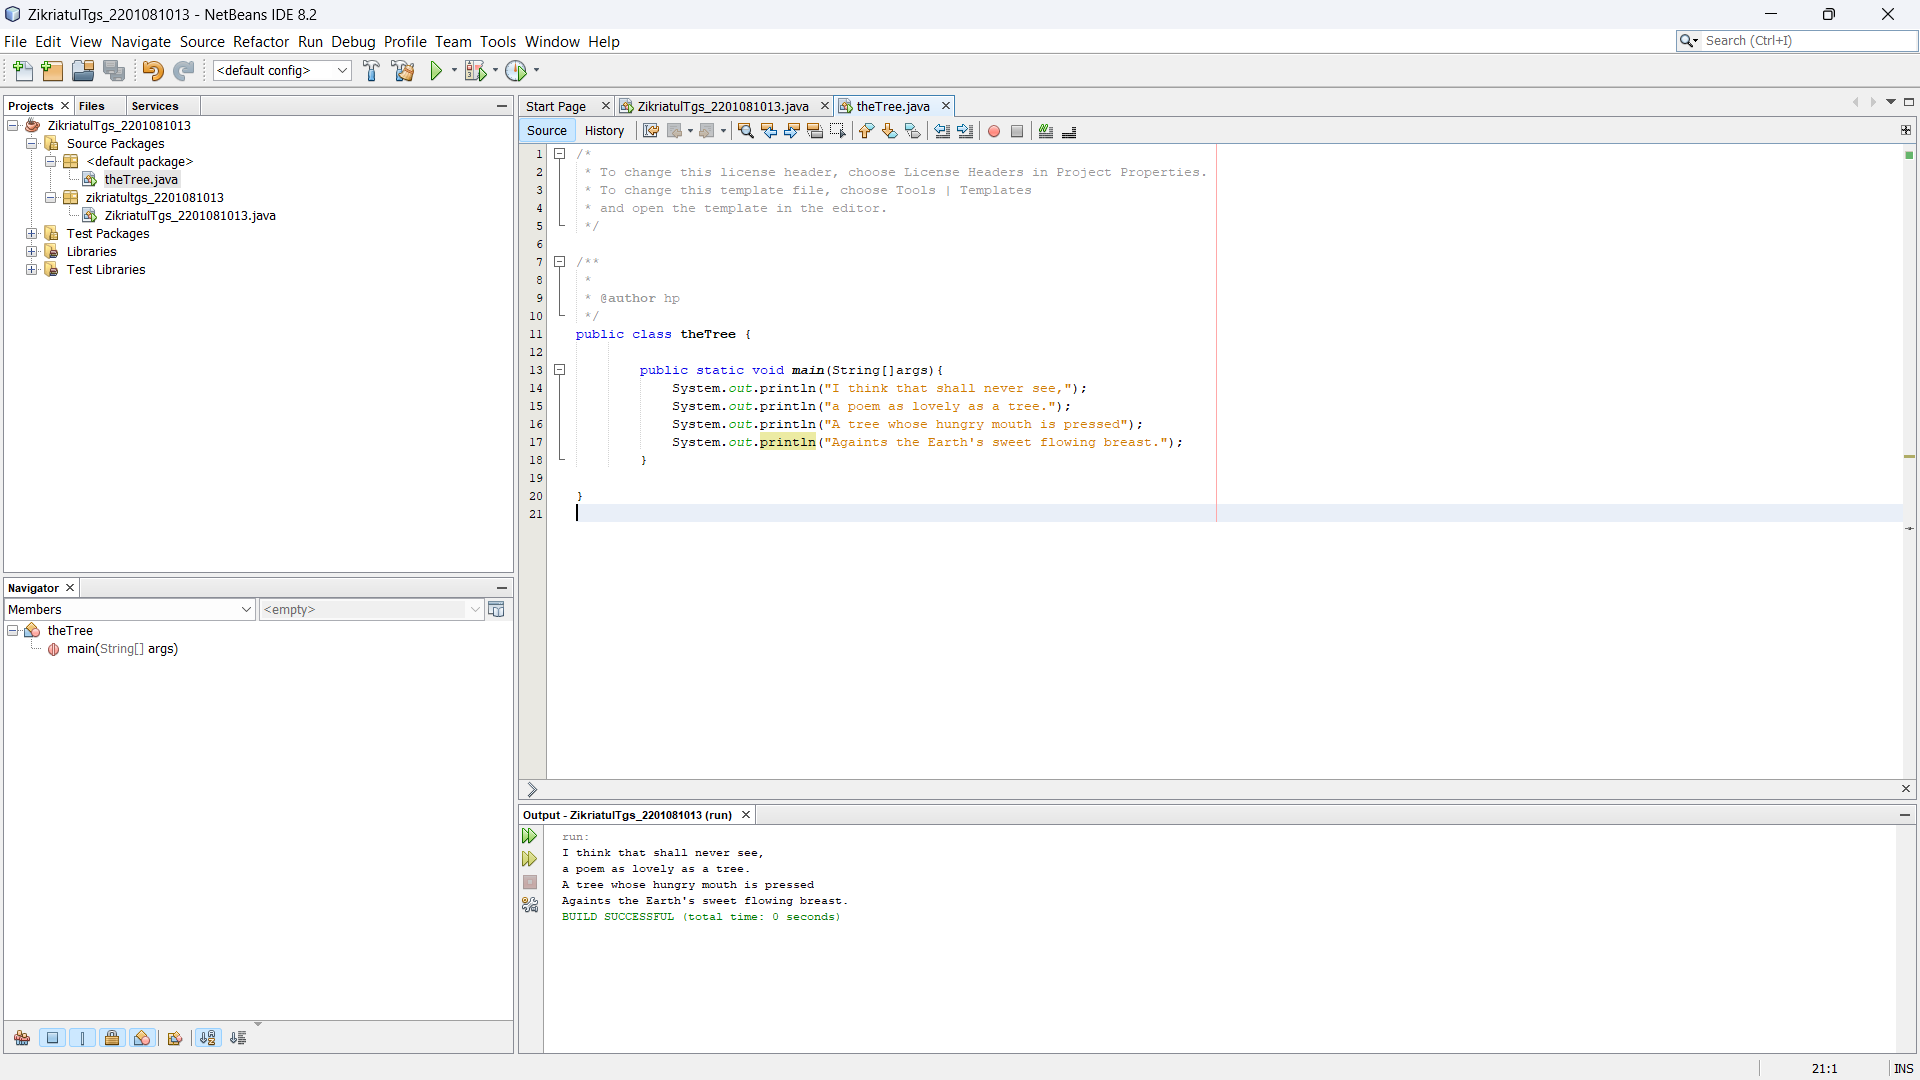 ZikriatulTgs_2201081013 - NetBeans IDE 8.2
File Edit View Navigate Source Refactor Run Debug Profile Team Tools Window Help
Search (Ctrl+I)
<default config>
Projects Files Services
ZikriatulTgs_2201081013
Source Packages
<default package>
theTree.java
zikriatultgs_2201081013
ZikriatulTgs_2201081013.java
Test Packages
Libraries
Test Libraries
Navigator
Members <empty>
theTree
main(String[] args)
Start Page ZikriatulTgs_2201081013.java theTree.java
Source History
1 /*
2 * To change this license header, choose License Headers in Project Properties.
3 * To change this template file, choose Tools | Templates
4 * and open the template in the editor.
5 */
6
7 /**
8 *
9 * @author hp
10 */
11 public class theTree {
12
13 public static void main(String[]args){
14 System.out.println("I think that shall never see,");
15 System.out.println("a poem as lovely as a tree.");
16 System.out.println("A tree whose hungry mouth is pressed");
17 System.out.println("Againts the Earth's sweet flowing breast.");
18 }
19
20 }
21
Output - ZikriatulTgs_2201081013 (run)
run:
I think that shall never see,
a poem as lovely as a tree.
A tree whose hungry mouth is pressed
Againts the Earth's sweet flowing breast.
BUILD SUCCESSFUL (total time: 0 seconds)
21:1 INS